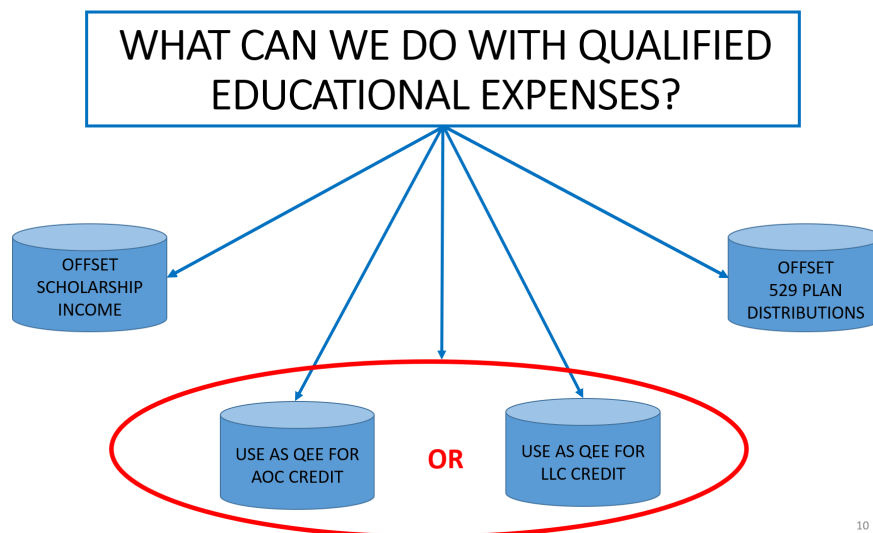 WHAT CAN WE DO WITH QUALIFIED
EDUCATIONAL EXPENSES?
OFFSET
SCHOLARSHIP
INCOME
OFFSET
529 PLAN
DISTRIBUTIONS
USE AS QEE FOR
AOC CREDIT
OR
USE AS QEE FOR
LLC CREDIT
10